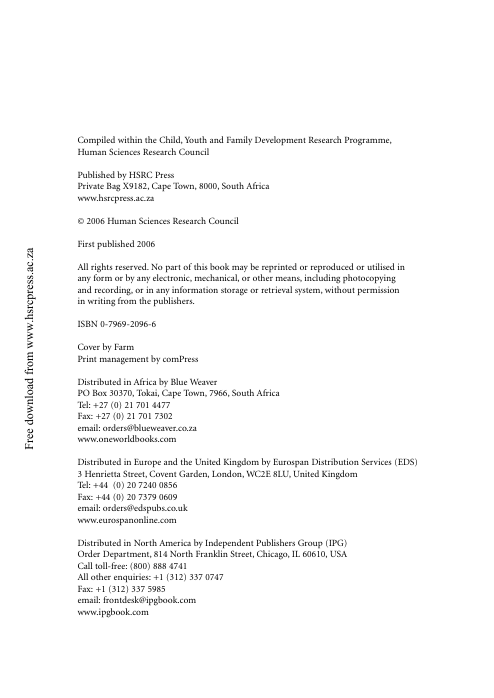 Compiled within the Child, Youth and Family Development Research Programme,
Human Sciences Research Council
Published by HSRC Press
Private Bag X9182, Cape Town, 8000, South Africa
www.hsrcpress.ac.za
© 2006 Human Sciences Research Council
First published 2006
All rights reserved. No part of this book may be reprinted or reproduced or utilised in
any form or by any electronic, mechanical, or other means, including photocopying
and recording, or in any information storage or retrieval system, without permission
in writing from the publishers.
ISBN 0-7969-2096-6
Cover by Farm
Print management by comPress
Distributed in Africa by Blue Weaver
PO Box 30370, Tokai, Cape Town, 7966, South Africa
Tel: +27 (0) 21 701 4477
Fax: +27 (0) 21 701 7302
email: orders@blueweaver.co.za
www.oneworldbooks.com
Distributed in Europe and the United Kingdom by Eurospan Distribution Services (EDS)
3 Henrietta Street, Covent Garden, London, WC2E 8LU, United Kingdom
Tel: +44 (0) 20 7240 0856
Fax: +44 (0) 20 7379 0609
email: orders@edspubs.co.uk
www.eurospanonline.com
Distributed in North America by Independent Publishers Group (IPG)
Order Department, 814 North Franklin Street, Chicago, IL 60610, USA
Call toll-free: (800) 888 4741
All other enquiries: +1 (312) 337 0747
Fax: +1 (312) 337 5985
email: frontdesk@ipgbook.com
www.ipgbook.com
Free download from www.hsrcpress.ac.za